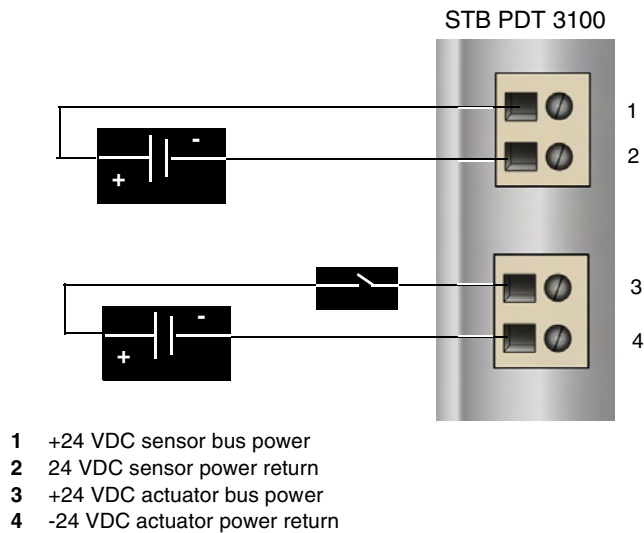 STB PDT 3100
1
-
2
+
3
-
4
+
1 +24 VDC sensor bus power
2 24 VDC sensor power return
3 +24 VDC actuator bus power
4 -24 VDC actuator power return